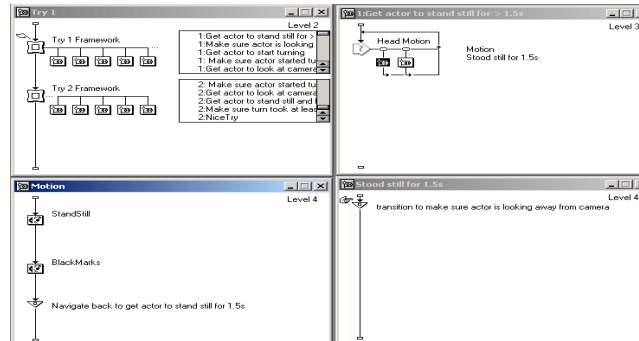 Try 1
Level 2
Try 1 Framework
1:Get actor to stand still for >
1:Make sure actor is looking
1:Get actor to start turning
1: Make sure actor started tu
1:Get actor to look at camera
Try 2 Framework
2: Make sure actor started tu
2:Get actor to look at camera
2:Get actor to stand still and
2:Make sure turn took at leas
2:NiceTry
1:Get actor to stand still for > 1.5s
Level 3
Head Motion
Motion
Stood still for 1.5s
Motion
Level 4
StandStill
BlackMarks
Navigate back to get actor to stand still for 1.5s
Stood still for 1.5s
Level 4
transition to make sure actor is looking away from camera